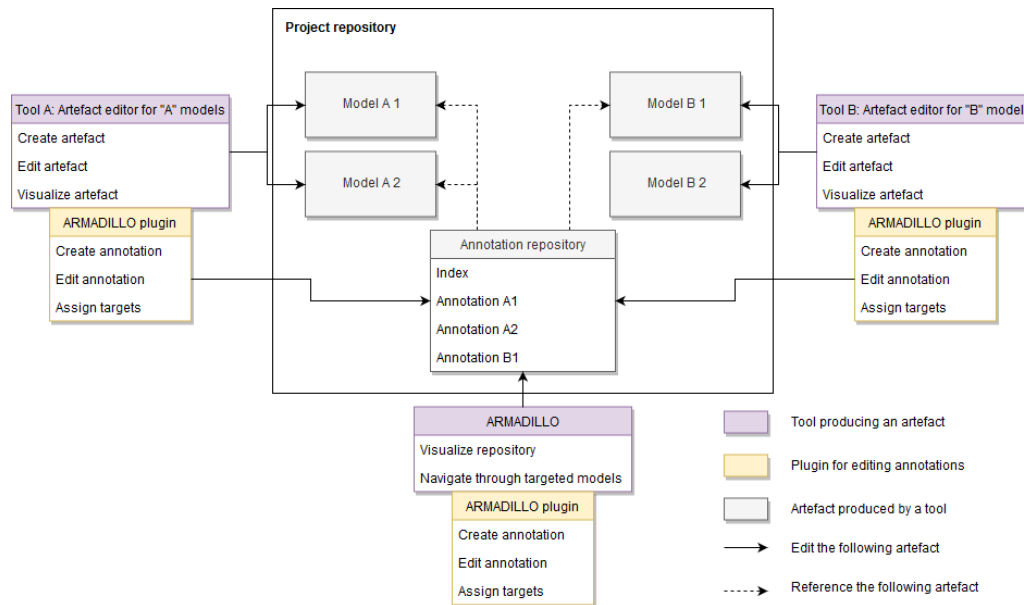 Project repository
Model A 1
Model B 1
Tool A: Artefact editor for "A" models
Create artefact
Edit artefact
Visualize artefact
ARMADILLO plugin
Create annotation
Edit annotation
Assign targets
Model A 2
Model B 2
Tool B: Artefact editor for "B" model
Create artefact
Edit artefact
Visualize artefact
ARMADILLO plugin
Create annotation
Edit annotation
Assign targets
Annotation repository
Index
Annotation A1
Annotation A2
Annotation B1
ARMADILLO
Visualize repository
Navigate through targeted models
ARMADILLO plugin
Create annotation
Edit annotation
Assign targets
Tool producing an artefact
Plugin for editing annotations
Artefact produced by a tool
Edit the following artefact
Reference the following artefact